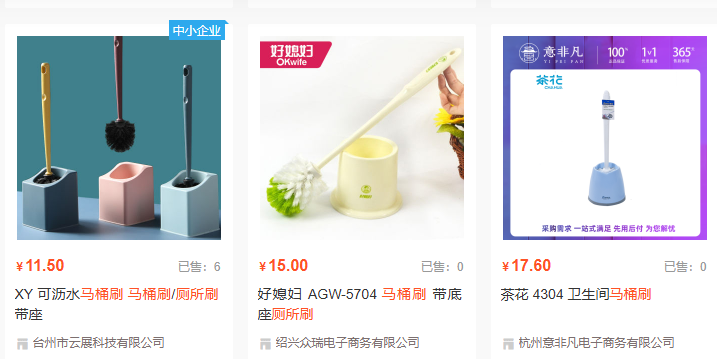 中小企业
¥11.50
已售：6
XY 可沥水马桶刷 马桶刷/厕所刷
带座
台州市云展科技有限公司
好媳妇
OKwife
¥15.00
已售：0
好媳妇 AGW-5704 马桶刷 带底
座厕所刷
绍兴众瑞电子商务有限公司
意非凡
YI FEI FAN
100%
1v1
365°
茶花
CHAHUA
采购需求 一站式满足 先用后付 为您解忧
¥17.60
已售：0
茶花 4304 卫生间马桶刷
杭州意非凡电子商务有限公司